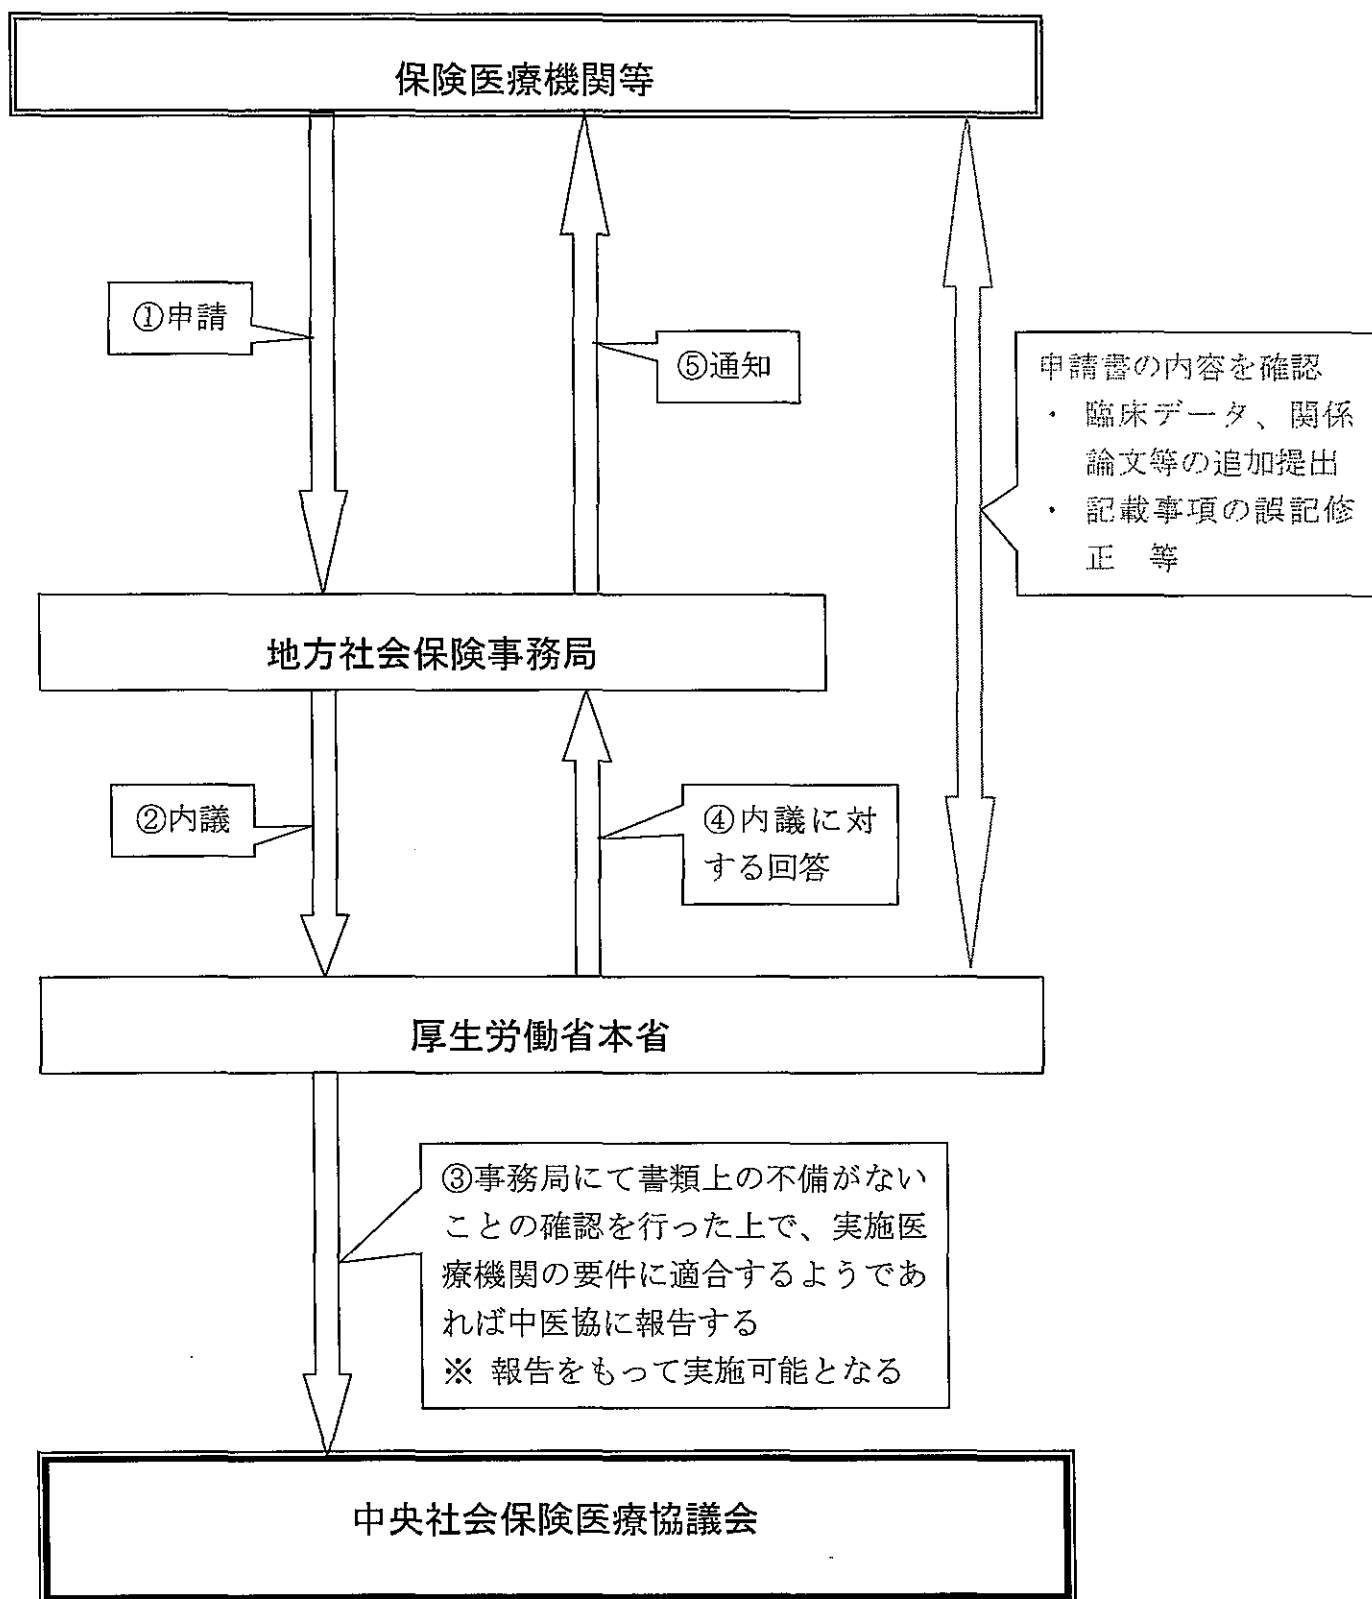 保険医療機関等
①申請
⑤通知
申請書の内容を確認
・ 臨床データ、関係
論文等の追加提出
・ 記載事項の誤記修
正 等
地方社会保険事務局
②内議
④内議に対
する回答
厚生労働省本省
③事務局にて書類上の不備がない
ことの確認を行った上で、実施医
療機関の要件に適合するようであ
れば中医協に報告する
※ 報告をもって実施可能となる
中央社会保険医療協議会